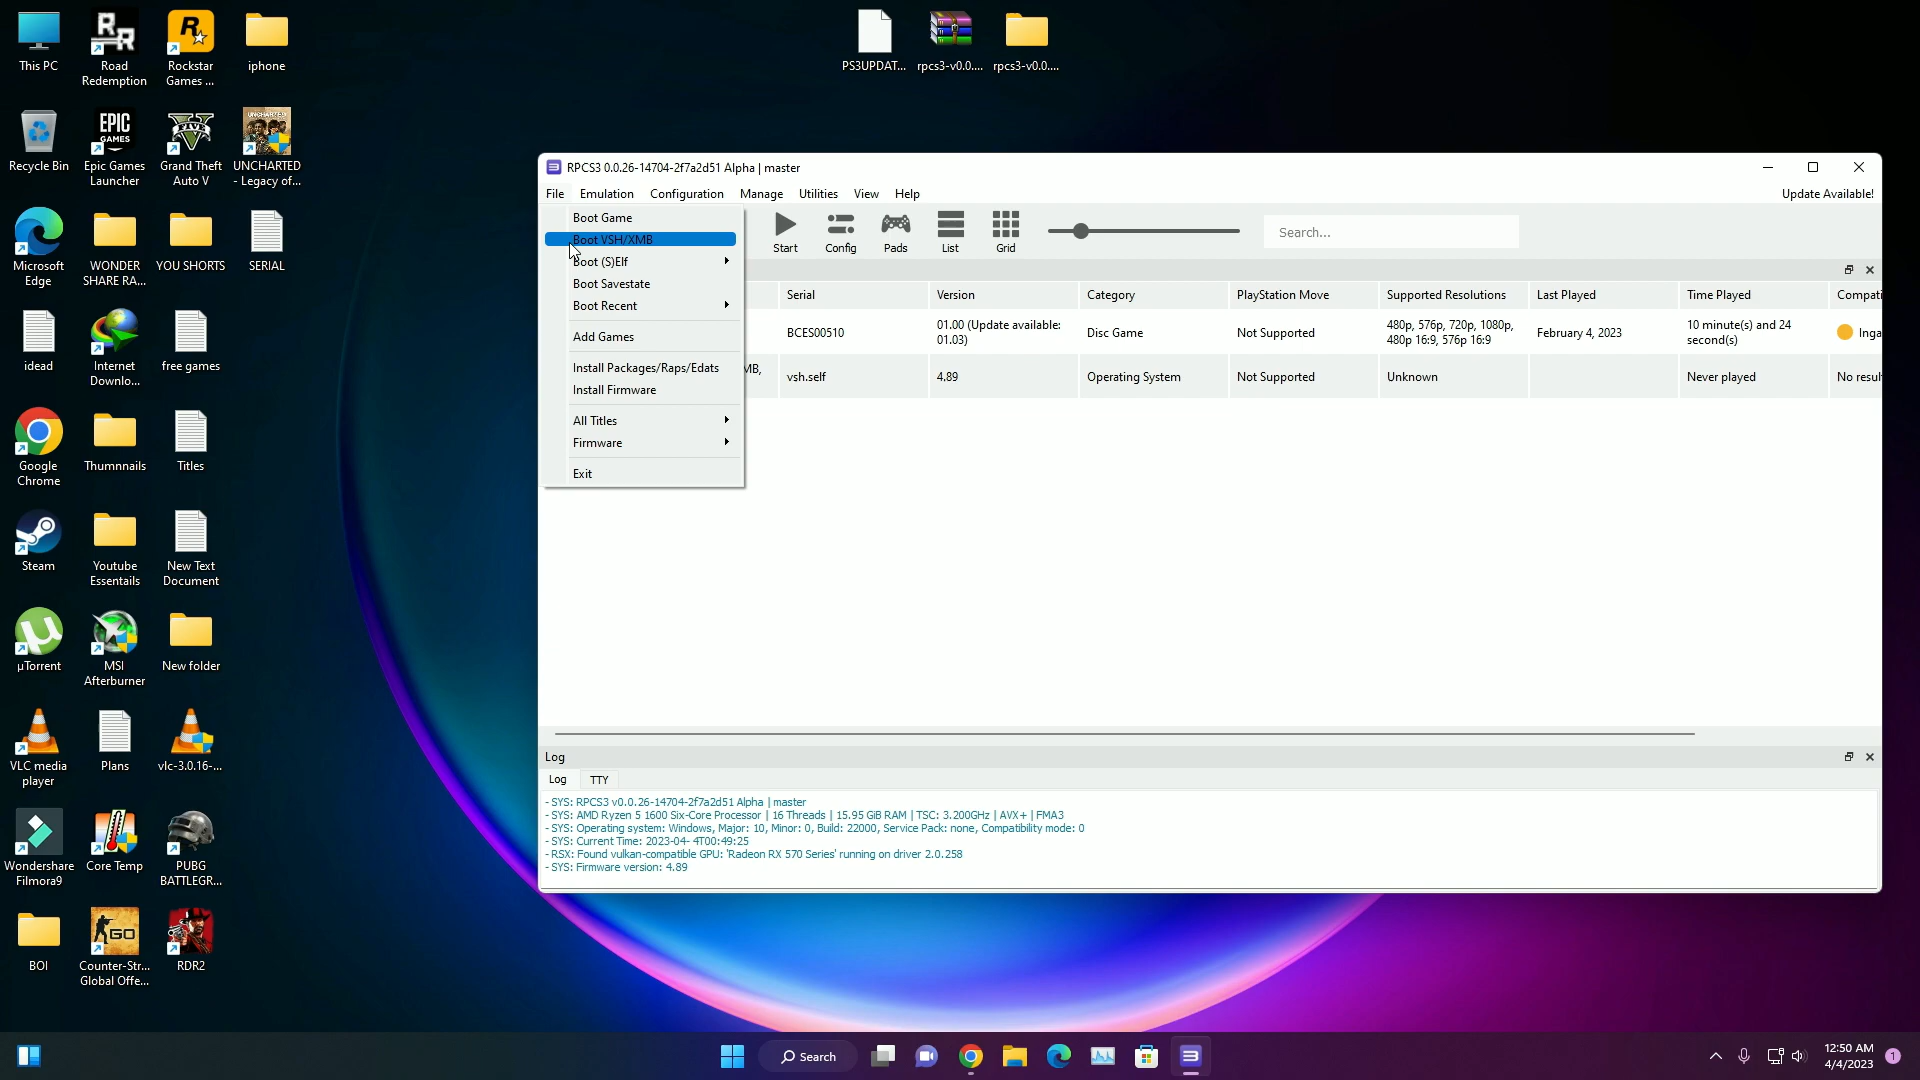 This PC
Road
Redemption
Rockstar
Games ...
iphone
PS3UPDAT...
rpcs3-v0.0....
rpcs3-v0.0....
Recycle Bin
Epic Games
Launcher
Grand Theft
Auto V
UNCHARTED
- Legacy of...
Microsoft
Edge
WONDER
SHARE RA...
YOU SHORTS
SERIAL
idead
Internet
Downlo...
free games
Google
Chrome
Thumnnails
Titles
Steam
Youtube
Essentails
New Text
Document
µTorrent
MSI
Afterburner
New folder
VLC media
player
Plans
vlc-3.0.16-...
Wondershare
Filmora9
Core Temp
PUBG
BATTLEGR...
BOI
Counter-Str...
Global Offe...
RDR2
RPCS3 0.0.26-14704-2f7a2d51 Alpha | master
File Emulation Configuration Manage Utilities View Help Update Available!
Boot Game
Boot VSH/XMB
Boot (S)Elf
Boot Savestate
Boot Recent
Add Games
Install Packages/Raps/Edats
Install Firmware
All Titles
Firmware
Exit
Start Config Pads List Grid Search...
Serial Version Category PlayStation Move Supported Resolutions Last Played Time Played Compati
BCES00510 01.00 (Update available: 01.03) Disc Game Not Supported 480p, 576p, 720p, 1080p, 480p 16:9, 576p 16:9 February 4, 2023 10 minute(s) and 24 second(s) Inga
MB, vsh.self 4.89 Operating System Not Supported Unknown Never played No resul
Log
Log TTY
- SYS: RPCS3 v0.0.26-14704-2f7a2d51 Alpha | master
- SYS: AMD Ryzen 5 1600 Six-Core Processor | 16 Threads | 15.95 GiB RAM | TSC: 3.200GHz | AVX+ | FMA3
- SYS: Operating system: Windows, Major: 10, Minor: 0, Build: 22000, Service Pack: none, Compatibility mode: 0
- SYS: Current Time: 2023-04- 4T00:49:25
- RSX: Found vulkan-compatible GPU: 'Radeon RX 570 Series' running on driver 2.0.258
- SYS: Firmware version: 4.89
Search
12:50 AM
4/4/2023
1